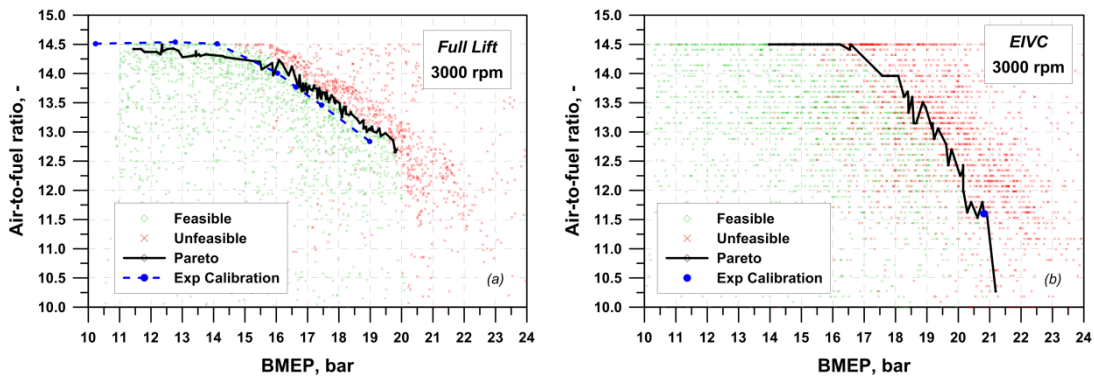 Full Lift
3000 rpm
Air-to-fuel ratio, -
15.0
14.5
14.0
13.5
13.0
12.5
12.0
11.5
11.0
10.5
10.0
Feasible
Unfeasible
Pareto
Exp Calibration
(a)
10 11 12 13 14 15 16 17 18 19 20 21 22 23 24
BMEP, bar
EIVC
3000 rpm
Air-to-fuel ratio, -
15.0
14.5
14.0
13.5
13.0
12.5
12.0
11.5
11.0
10.5
10.0
Feasible
Unfeasible
Pareto
Exp Calibration
(b)
10 11 12 13 14 15 16 17 18 19 20 21 22 23 24
BMEP, bar